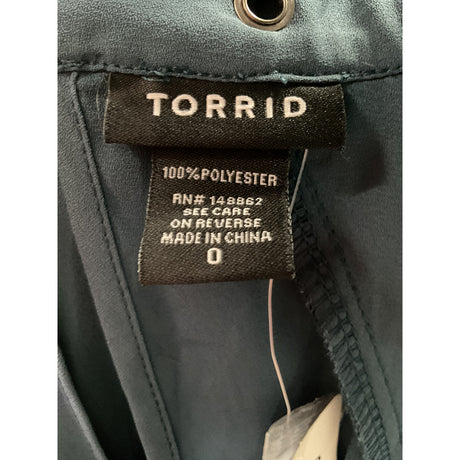 TORRID
100% POLYESTER
RN# 148862
SEE CARE
ON REVERSE
MADE IN CHINA
0